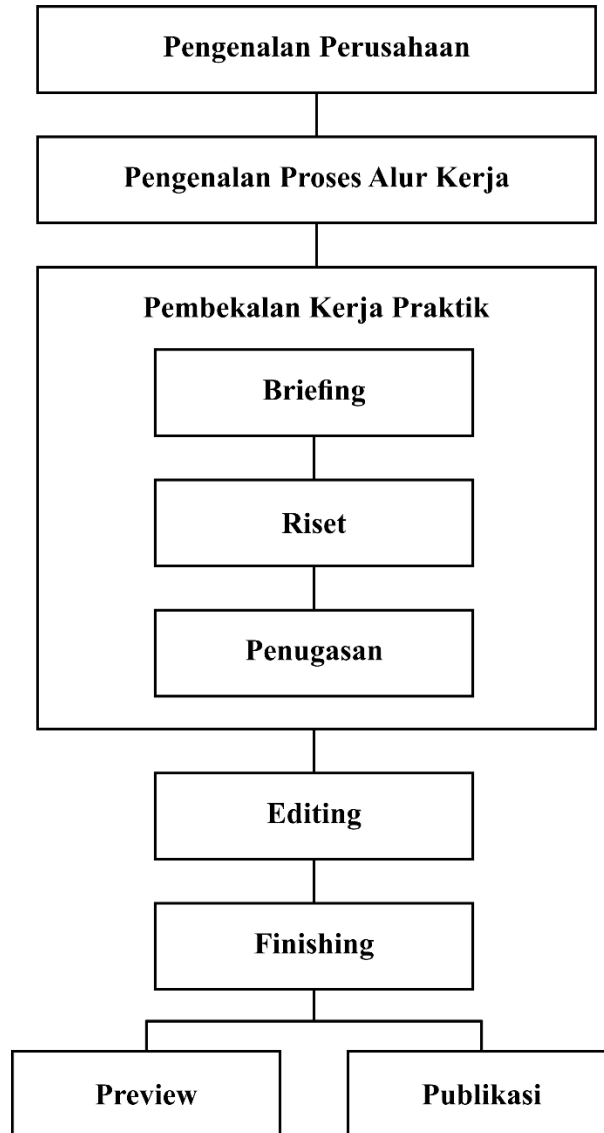 Pengenalan Perusahaan
Pengenalan Proses Alur Kerja
Pembekalan Kerja Praktik
Briefing
Riset
Penugasan
Editing
Finishing
Preview
Publikasi